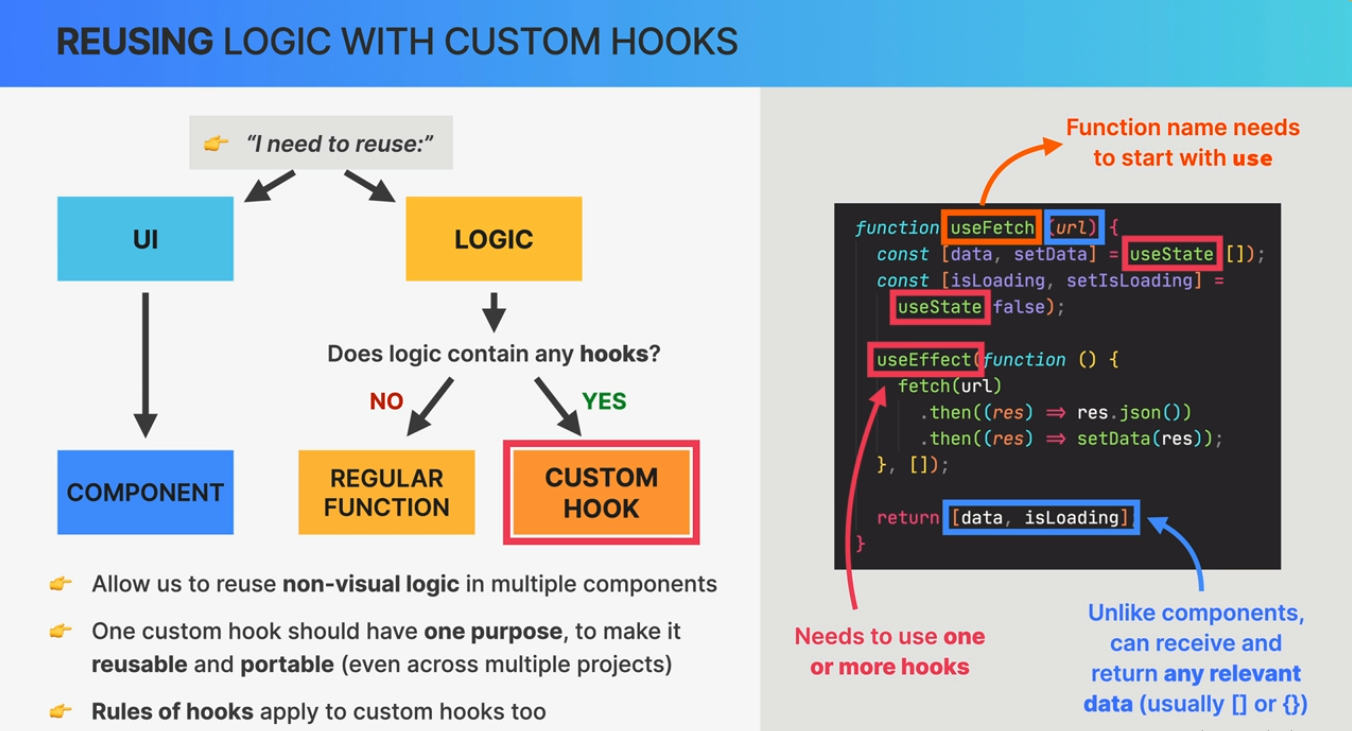 REUSING LOGIC WITH CUSTOM HOOKS
👉 “I need to reuse:”
UI
LOGIC
Does logic contain any hooks?
NO
YES
COMPONENT
REGULAR
FUNCTION
CUSTOM
HOOK
👉 Allow us to reuse non-visual logic in multiple components
👉 One custom hook should have one purpose, to make it
reusable and portable (even across multiple projects)
👉 Rules of hooks apply to custom hooks too
Function name needs
to start with use
function useFetch (url) {
const [data, setData] = useState []);
const [isLoading, setIsLoading] =
useState false);
useEffect(function () {
fetch(url)
.then((res) => res.json())
.then((res) => setData(res));
}, []);
return [data, isLoading]
}
Needs to use one
or more hooks
Unlike components,
can receive and
return any relevant
data (usually [] or {})